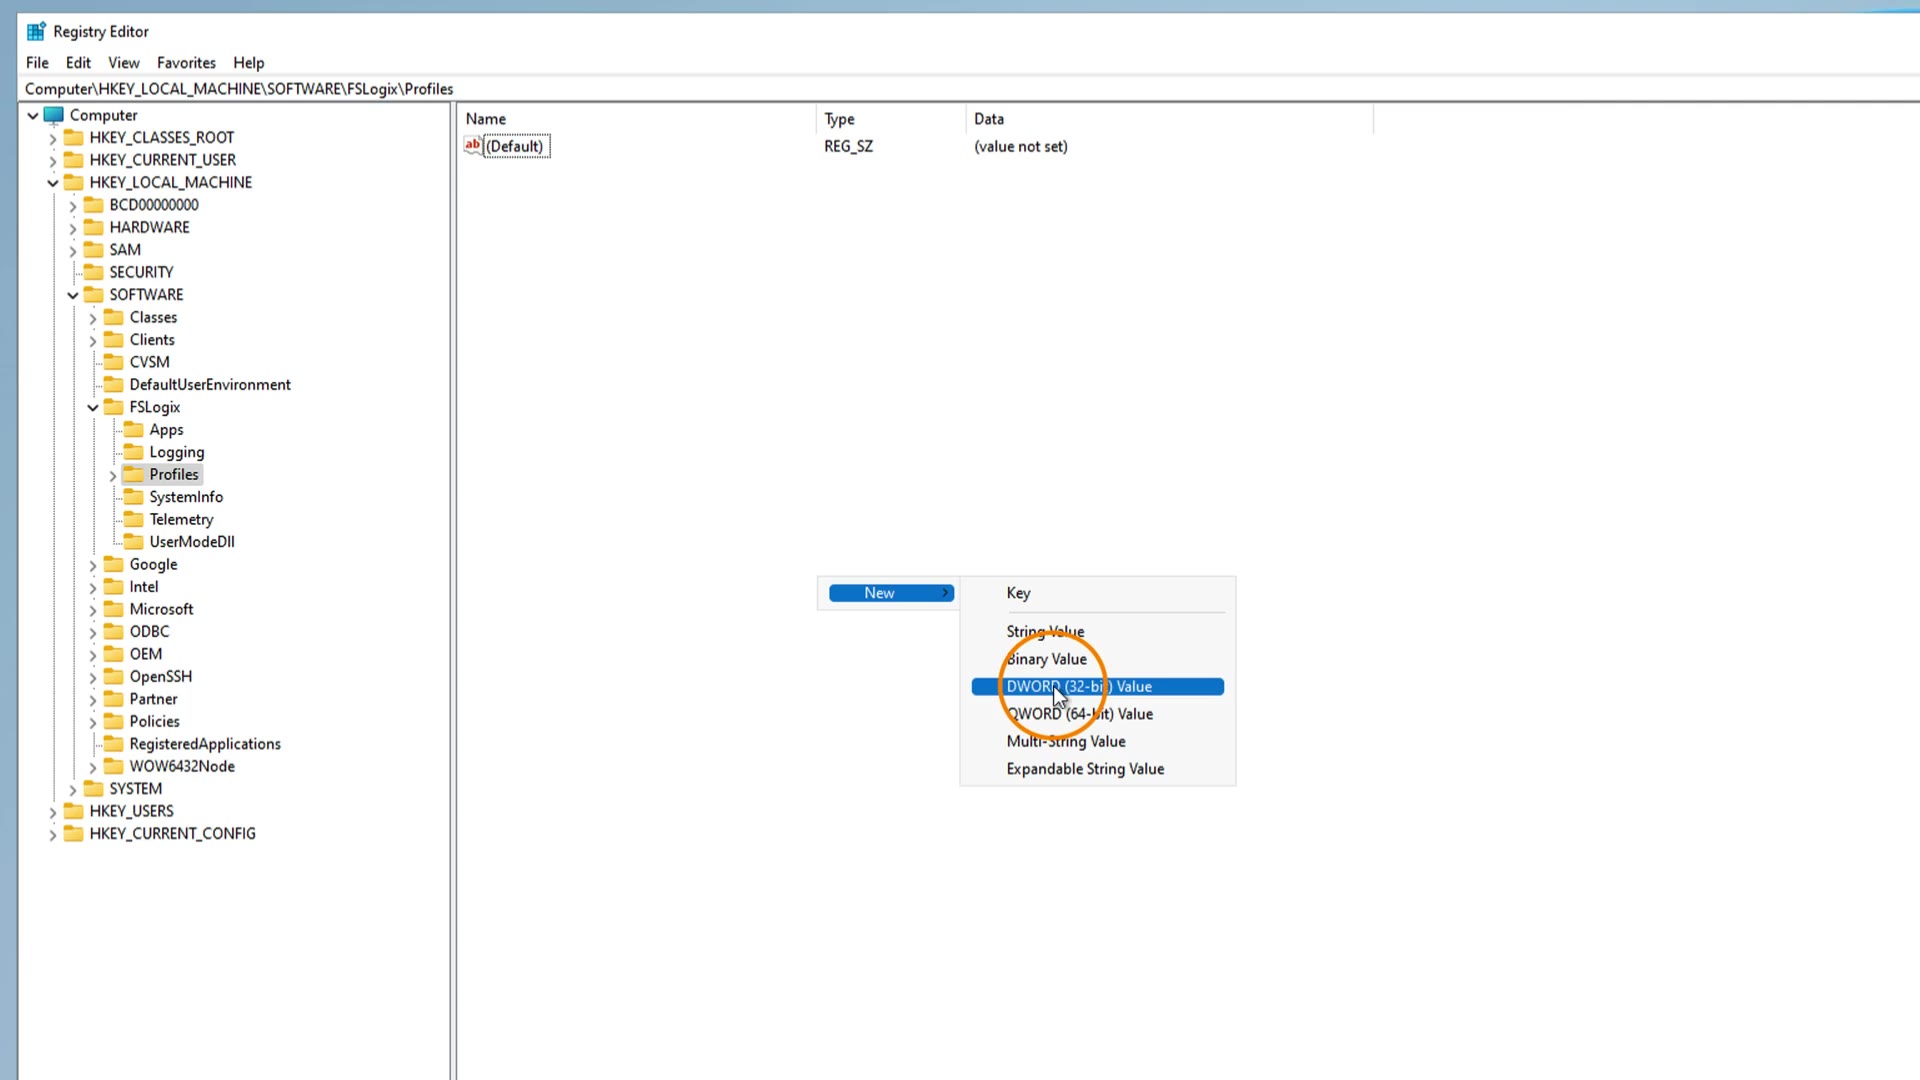 Registry Editor
File Edit View Favorites Help
Computer\HKEY_LOCAL_MACHINE\SOFTWARE\FSLogix\Profiles
Computer
HKEY_CLASSES_ROOT
HKEY_CURRENT_USER
HKEY_LOCAL_MACHINE
BCD00000000
HARDWARE
SAM
SECURITY
SOFTWARE
Classes
Clients
CVSM
DefaultUserEnvironment
FSLogix
Apps
Logging
Profiles
SystemInfo
Telemetry
UserModeDll
Google
Intel
Microsoft
ODBC
OEM
OpenSSH
Partner
Policies
RegisteredApplications
WOW6432Node
SYSTEM
HKEY_USERS
HKEY_CURRENT_CONFIG
Name Type Data
ab (Default) REG_SZ (value not set)
New
Key
String Value
Binary Value
DWORD (32-bit) Value
QWORD (64-bit) Value
Multi-String Value
Expandable String Value